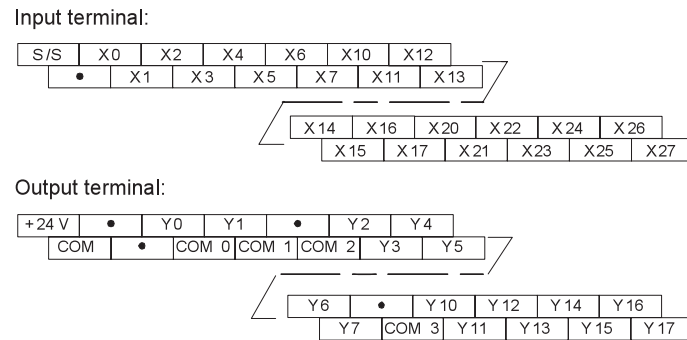 Input terminal:
S/S X0 X2 X4 X6 X10 X12
• X1 X3 X5 X7 X11 X13
X14 X16 X20 X22 X24 X26
X15 X17 X21 X23 X25 X27
Output terminal:
+24 V • Y0 Y1 • Y2 Y4
COM • COM 0 COM 1 COM 2 Y3 Y5
Y6 • Y10 Y12 Y14 Y16
Y7 COM 3 Y11 Y13 Y15 Y17